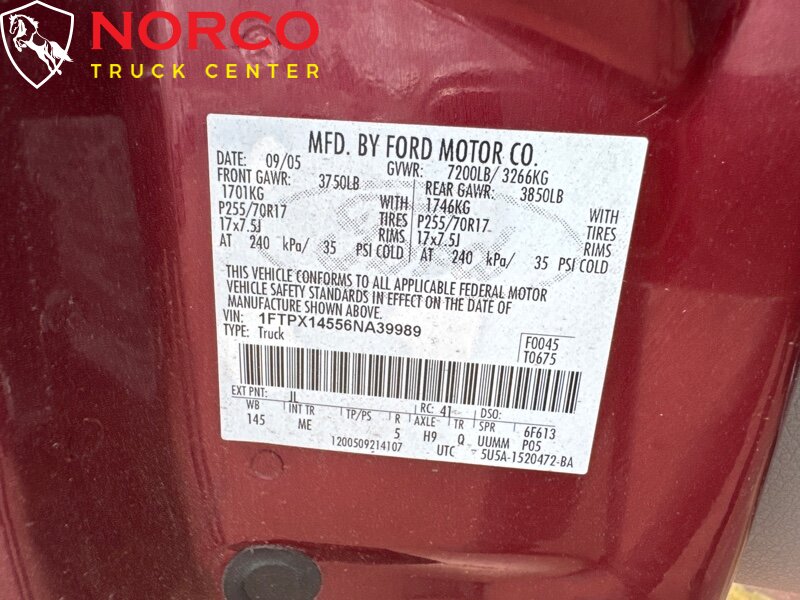 NORCO
TRUCK CENTER
MFD. BY FORD MOTOR CO.
DATE: 09/05 GVWR: 7200LB/ 3266KG
FRONT GAWR: 3750LB REAR GAWR: 3850LB
1701KG WITH 1746KG WITH
P255/70R17 TIRES P255/70R17 TIRES
17x7.5J RIMS 17x7.5J RIMS
AT 240 kPa/ 35 PSI COLD AT 240 kPa/ 35 PSI COLD
THIS VEHICLE CONFORMS TO ALL APPLICABLE FEDERAL MOTOR
VEHICLE SAFETY STANDARDS IN EFFECT ON THE DATE OF
MANUFACTURE SHOWN ABOVE.
VIN: 1FTPX14556NA39989
TYPE: Truck
F0045
T0675
EXT PNT: JL RC: 41 DSO:
WB INT TR TP/PS R AXLE TR SPR 6F613
145 ME 5 H9 Q UUMM P05
1200509214107 UTC 5U5A-1520472-BA